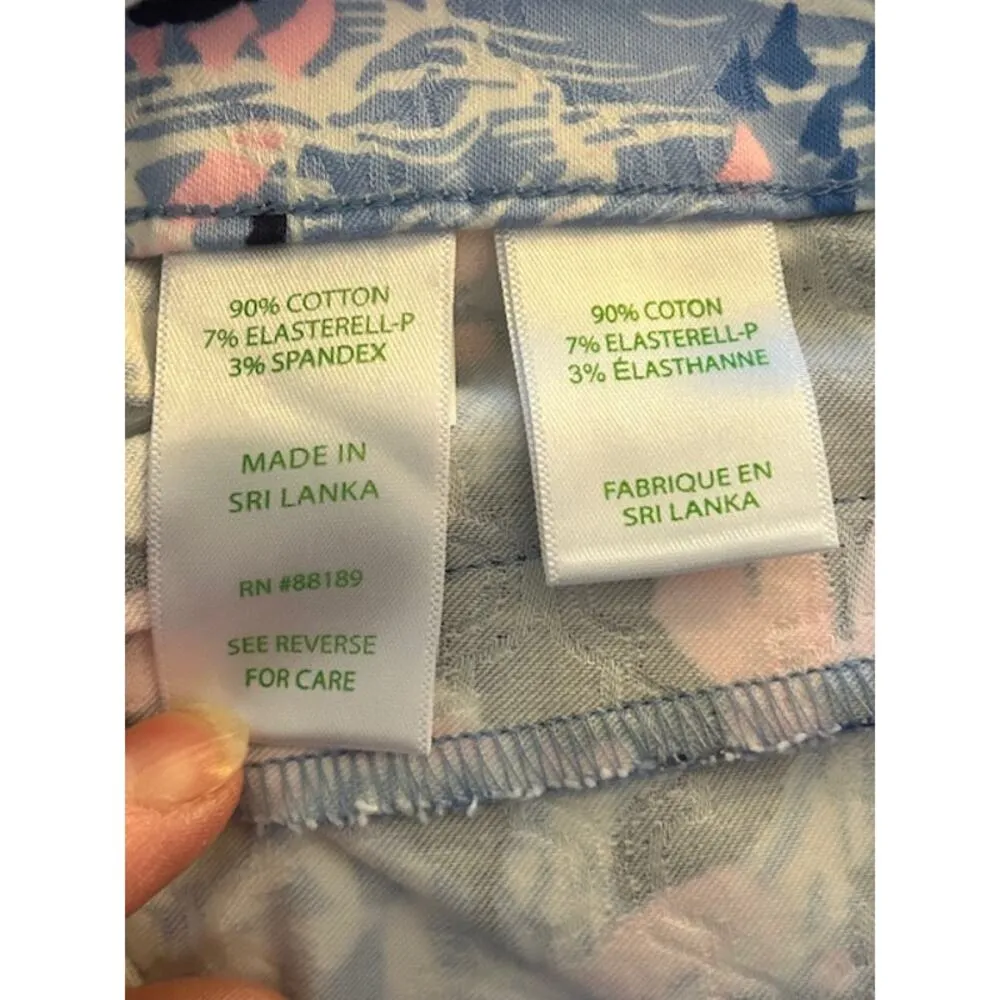 90% COTTON
7% ELASTERELL-P
3% SPANDEX
MADE IN
SRI LANKA
RN #88189
SEE REVERSE
FOR CARE
90% COTON
7% ELASTERELL-P
3% ÉLASTHANNE
FABRIQUE EN
SRI LANKA